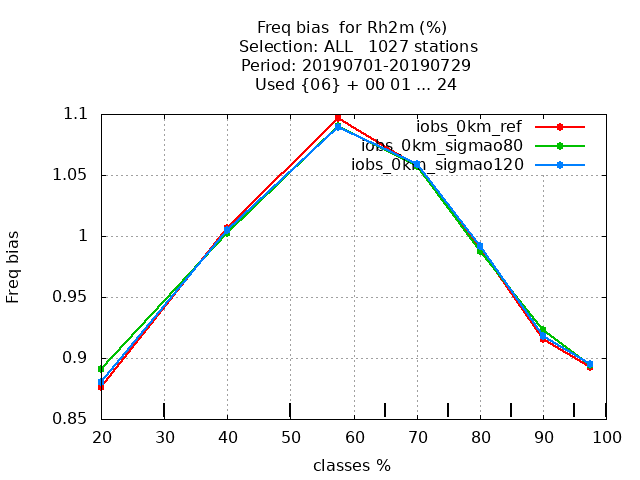 Freq bias  for Rh2m (%)
Selection: ALL   1027 stations
Period: 20190701-20190729
Used {06} + 00 01 ... 24
1.1
iobs_0km_ref
iobs_0km_sigmao80
iobs_0km_sigmao120
1.05
1
0.95
0.9
0.85
Freq bias
20 30 40 50 60 70 80 90 100
classes %